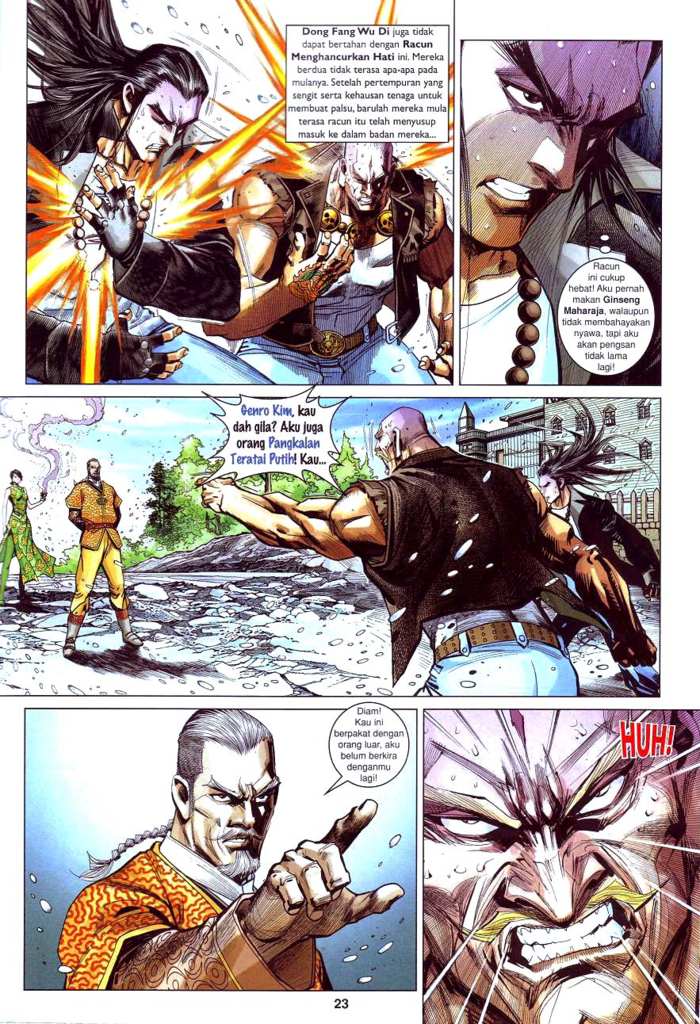 Dong Fang Wu Di juga tidak
dapat bertahan dengan Racun
Menghancurkan Hati ini. Mereka
berdua tidak terasa apa-apa pada
mulanya. Setelah pertempuran yang
sengit serta kehausan tenaga untuk
membuat palsu, barulah mereka mula
terasa racun itu telah menyusup
masuk ke dalam badan mereka...
Racun
ini cukup
hebat! Aku pernah
makan Ginseng
Maharaja, walaupun
tidak membahayakan
nyawa, tapi aku
akan pengsan
tidak lama
lagi!
Genro Kim, kau
dah gila? Aku juga
orang Pangkalan
Teratai Putih! Kau...
Diam!
Kau ini
berpakat dengan
orang luar, aku
belum berkira
denganmu
lagi!
HUH!
23